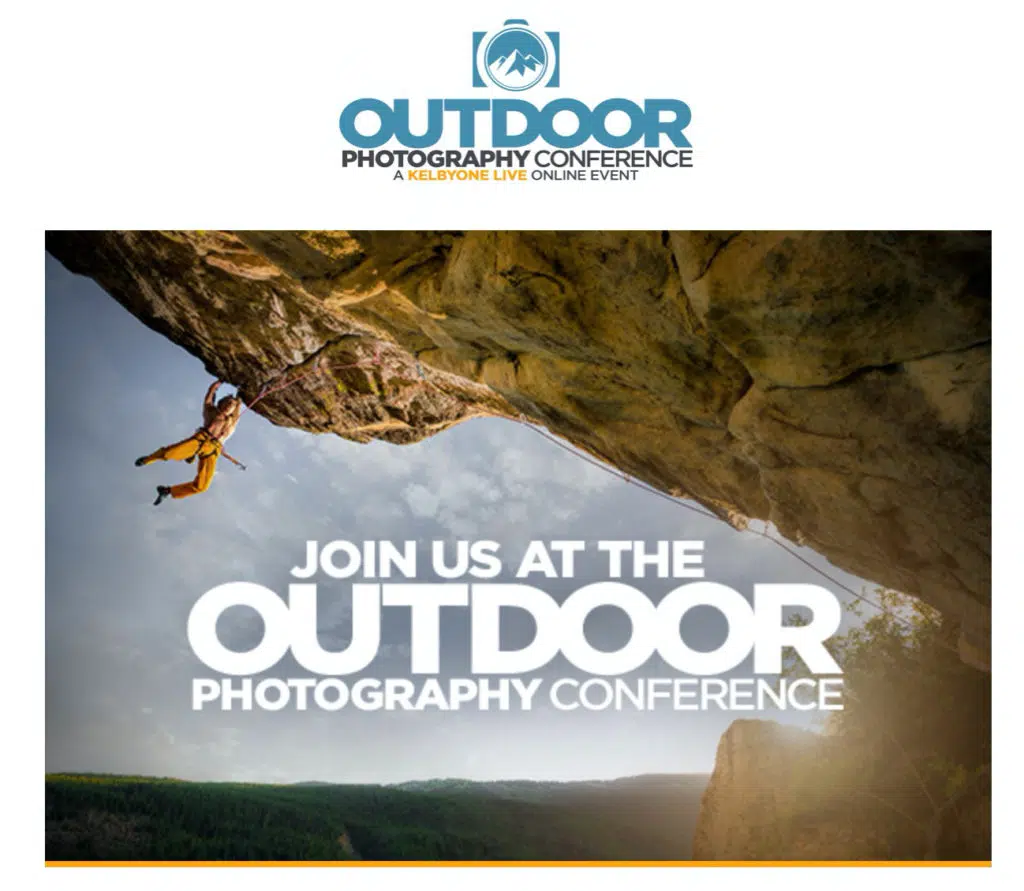 OUTDOOR
PHOTOGRAPHY CONFERENCE
A KELBYONE LIVE ONLINE EVENT
JOIN US AT THE
OUTDOOR
PHOTOGRAPHY CONFERENCE